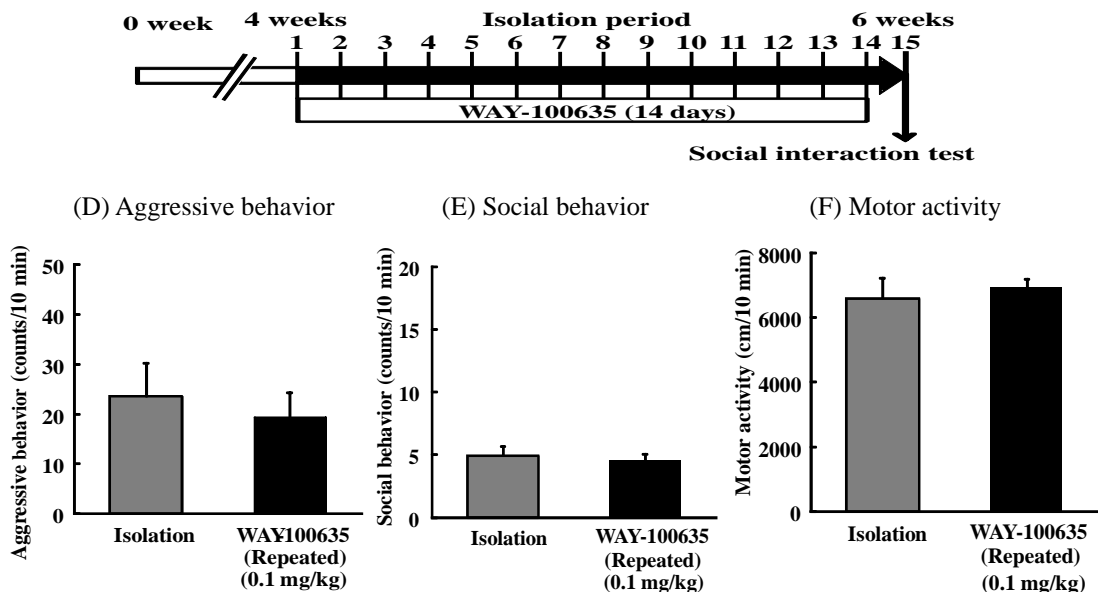 0 week 4 weeks Isolation period 6 weeks
1 2 3 4 5 6 7 8 9 10 11 12 13 14 15
WAY-100635 (14 days)
Social interaction test
(D) Aggressive behavior
Aggressive behavior (counts/10 min)
50
40
30
20
10
0
Isolation WAY-100635
(Repeated)
(0.1 mg/kg)
(E) Social behavior
Social behavior (counts/10 min)
20
15
10
5
0
Isolation WAY-100635
(Repeated)
(0.1 mg/kg)
(F) Motor activity
Motor activity (cm/10 min)
8000
6000
4000
2000
0
Isolation WAY-100635
(Repeated)
(0.1 mg/kg)